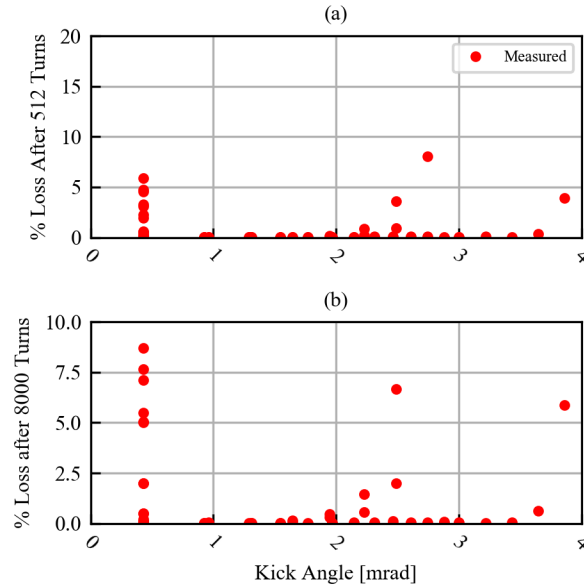 (a)
% Loss After 512 Turns
20
15
10
5
0
Measured
0 1 2 3 4
(b)
% Loss after 8000 Turns
10.0
7.5
5.0
2.5
0.0
0 1 2 3 4
Kick Angle [mrad]